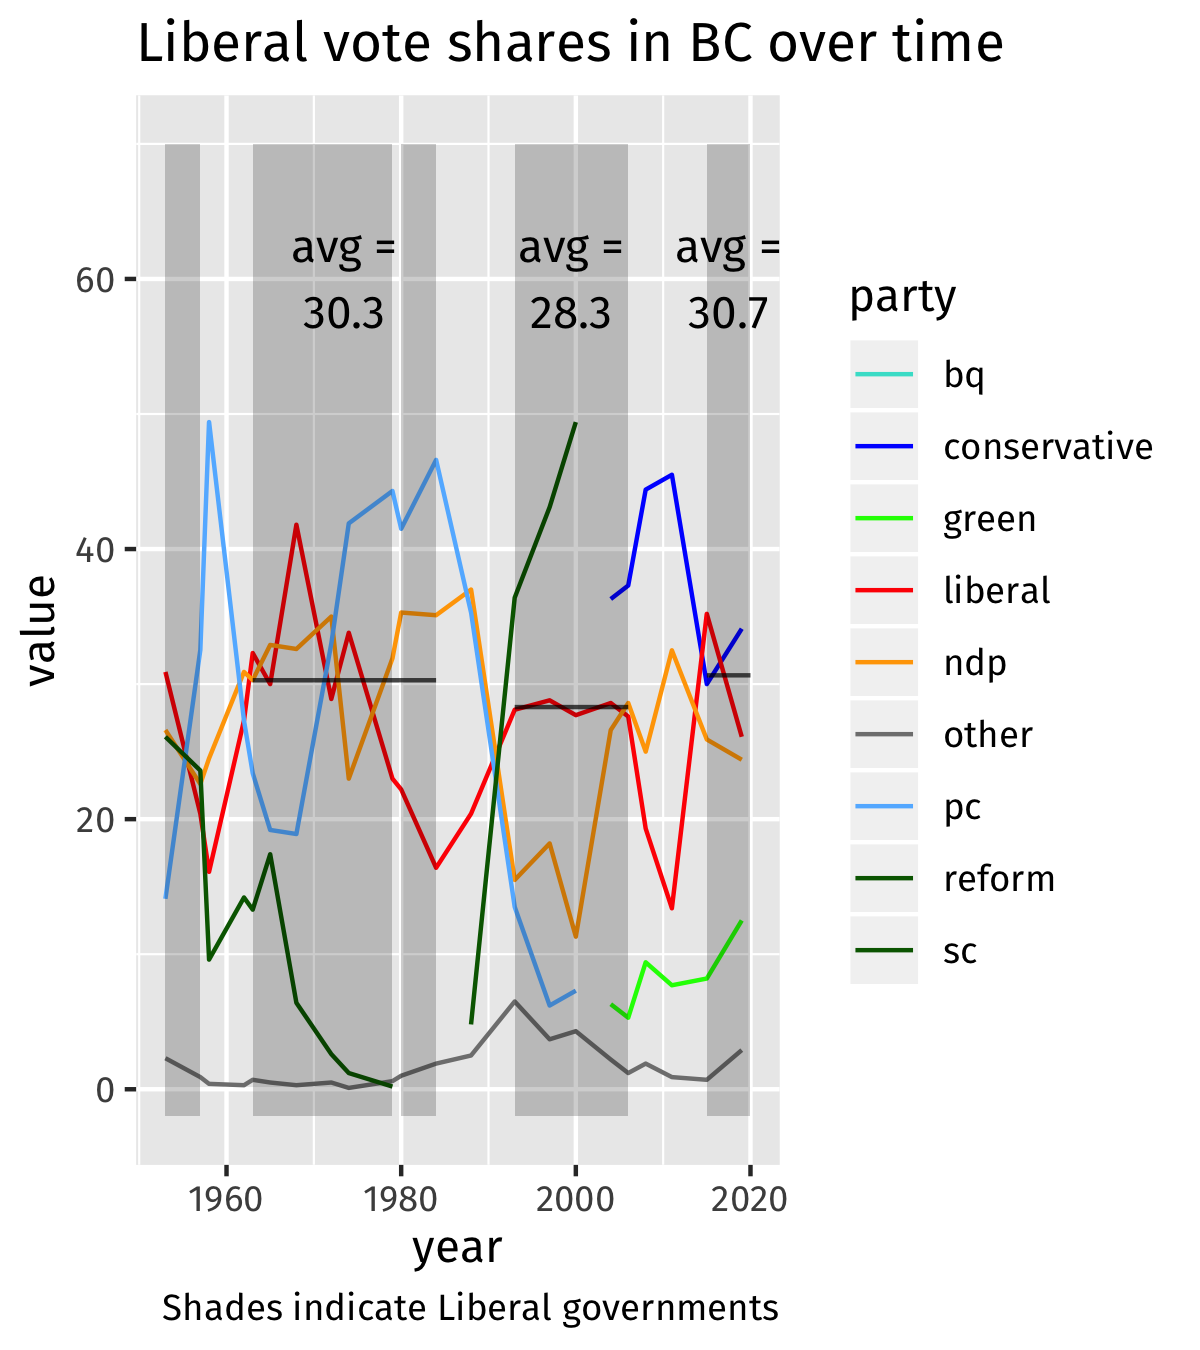 Liberal vote shares in BC over time
avg =
30.3
avg =
28.3
avg =
30.7
60
40
20
0
value
1960
1980
2000
2020
year
Shades indicate Liberal governments
party
bq
conservative
green
liberal
ndp
other
pc
reform
sc